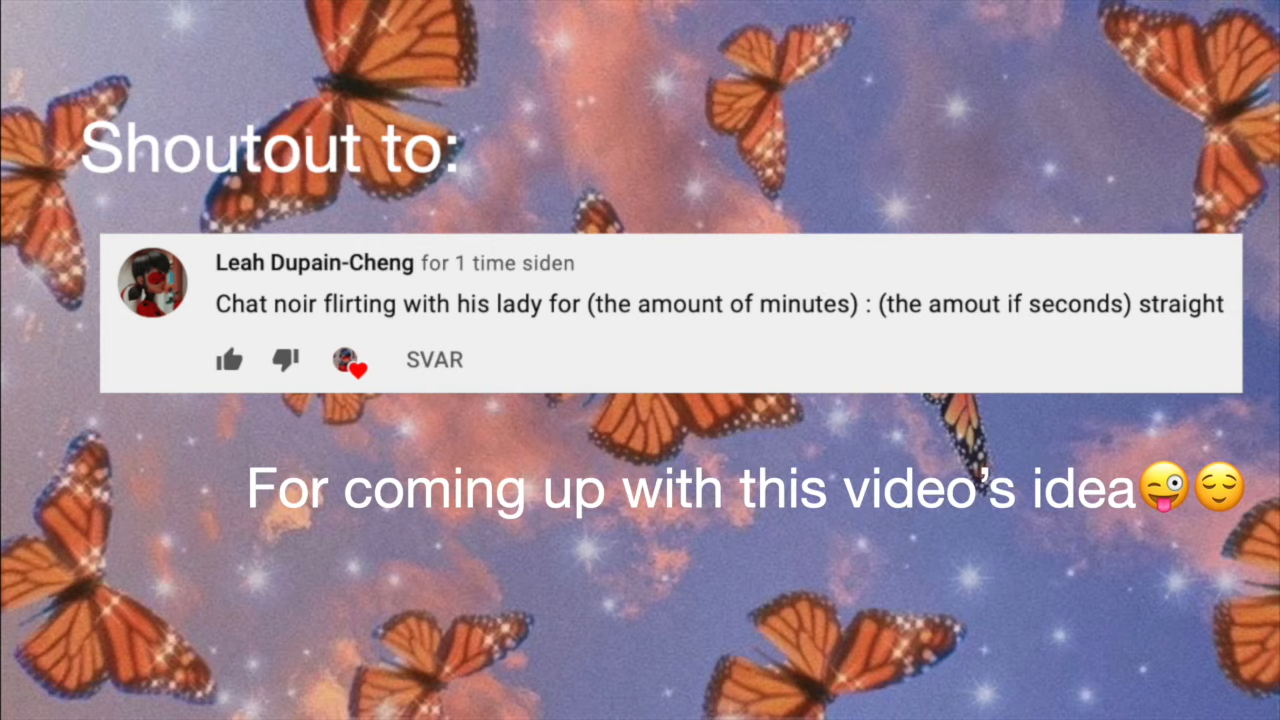 Shoutout to:
Leah Dupain-Cheng for 1 time siden
Chat noir flirting with his lady for (the amount of minutes) : (the amout if seconds) straight
SVAR
For coming up with this video’s idea😜😌